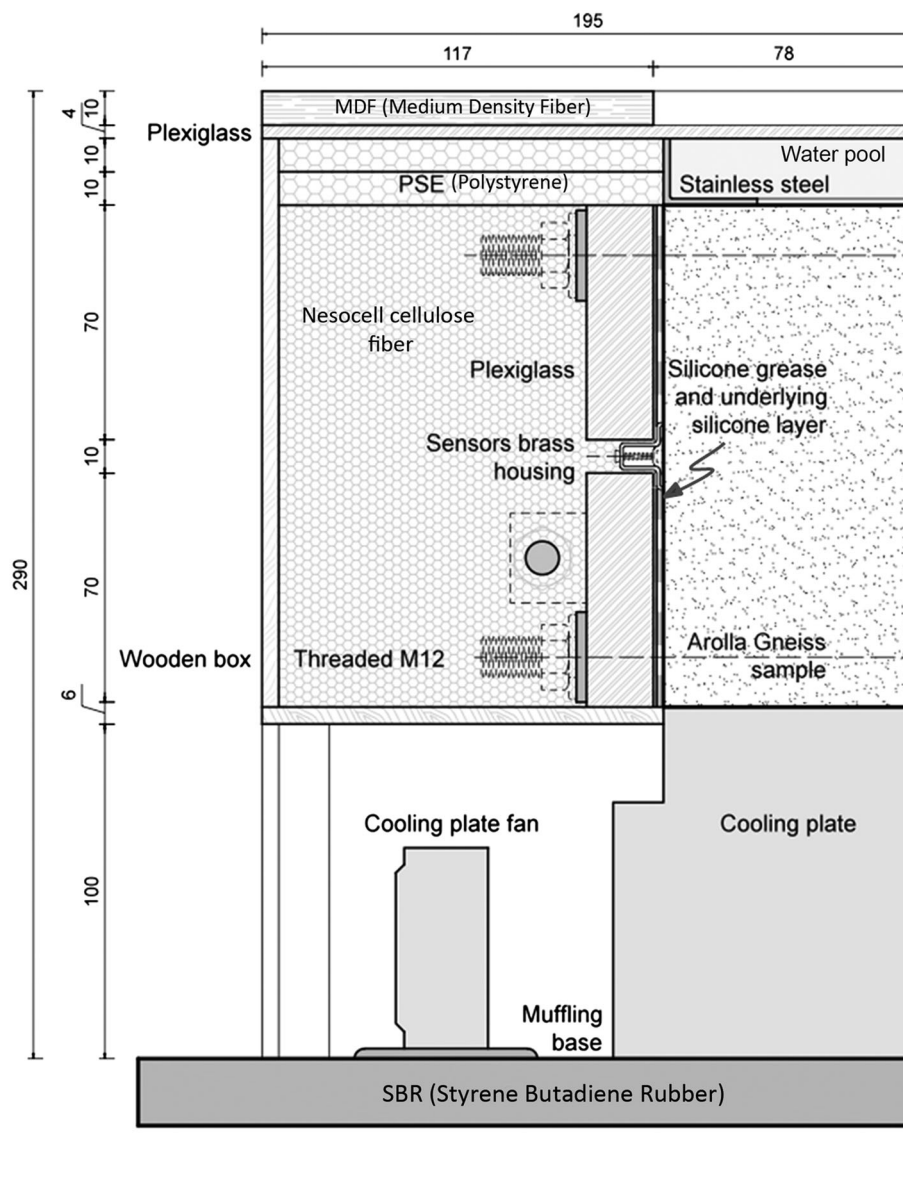 195
117
78
4
10
MDF (Medium Density Fiber)
Plexiglass
10
Water pool
10
PSE (Polystyrene)
Stainless steel
70
Nesocell cellulose
fiber
Plexiglass
Silicone grease
and underlying
silicone layer
10
Sensors brass
housing
290
70
Wooden box
Threaded M12
Arolla Gneiss
sample
6
Cooling plate fan
Cooling plate
100
Muffling
base
SBR (Styrene Butadiene Rubber)